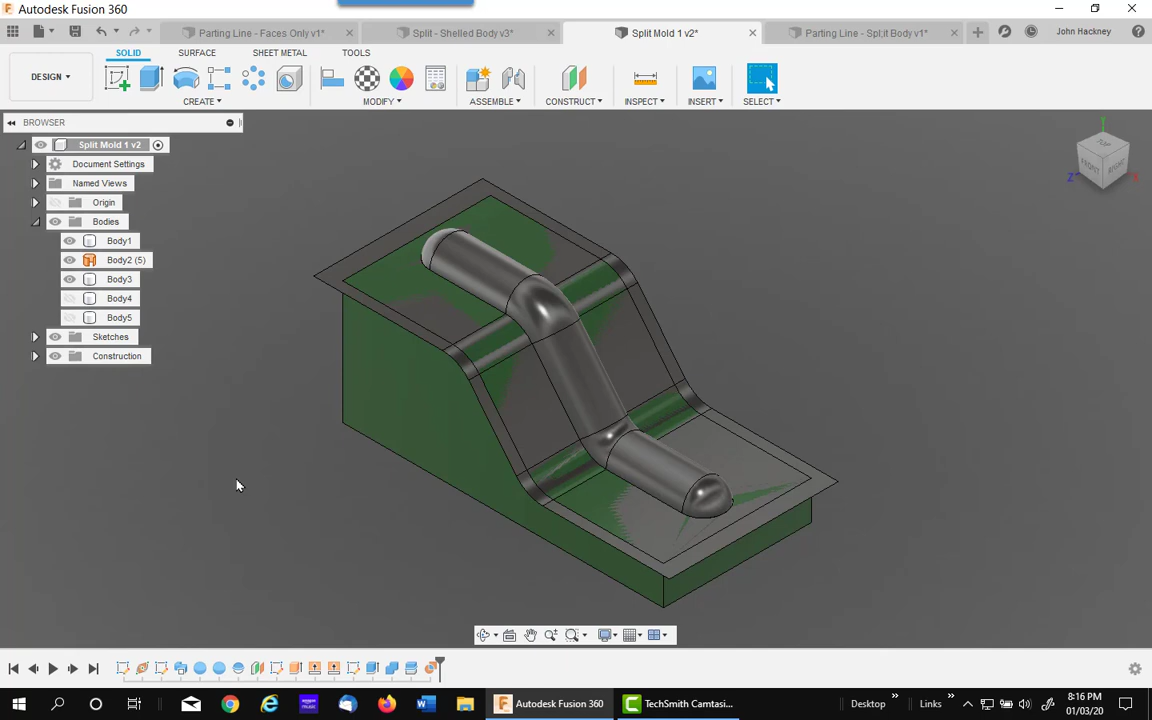 Autodesk Fusion 360
Parting Line - Faces Only v1*
Split - Shelled Body v3*
Split Mold 1 v2*
Parting Line - Split Body v1*
John Hackney
SOLID
SURFACE
SHEET METAL
TOOLS
DESIGN
CREATE
MODIFY
ASSEMBLE
CONSTRUCT
INSPECT
INSERT
SELECT
BROWSER
Split Mold 1 v2
Document Settings
Named Views
Origin
Bodies
Body1
Body2 (5)
Body3
Body4
Body5
Sketches
Construction
TOP
FRONT
RIGHT
Y
Z
X
Autodesk Fusion 360
TechSmith Camtasi...
Desktop
Links
8:16 PM
01/03/20